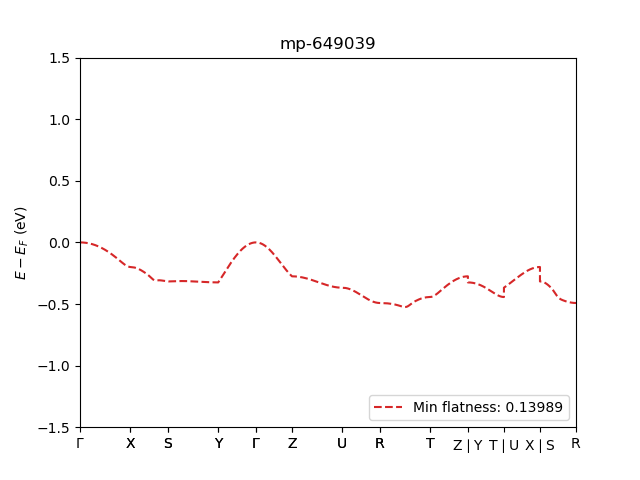 mp-649039
1.5
1.0
0.5
0.0
−0.5
−1.0
−1.5
E − E_F (eV)
Min flatness: 0.13989
Γ X S Y Γ Z U R T Z | Y T | U X | S R